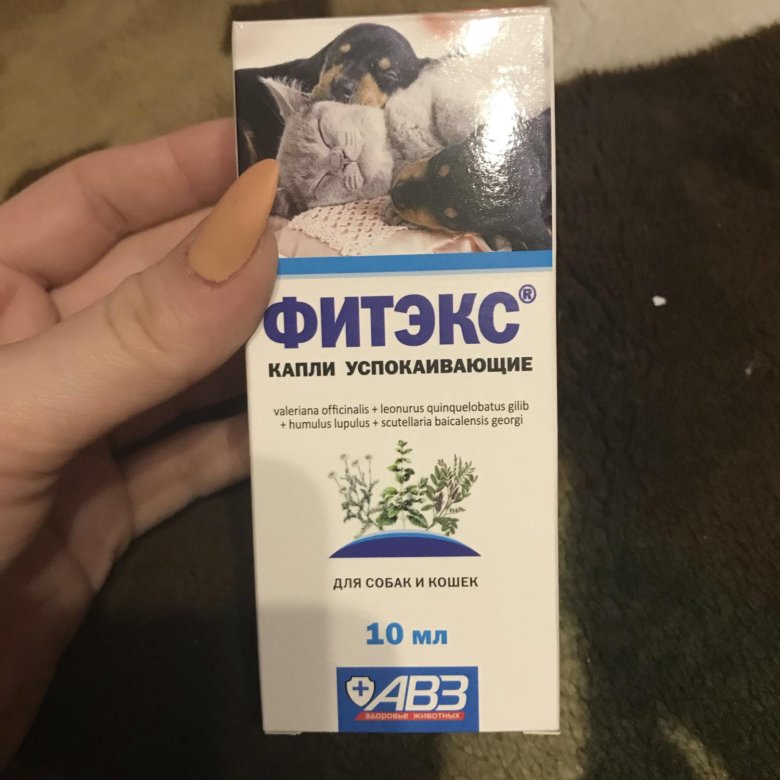 ФИТЭКС®
КАПЛИ УСПОКАИВАЮЩИЕ
valeriana officinalis + leonurus quinquelobatus gilib
+ humulus lupulus + scutellaria baicalensis georgi
ДЛЯ СОБАК И КОШЕК
10 мл
АВЗ
здоровье животных